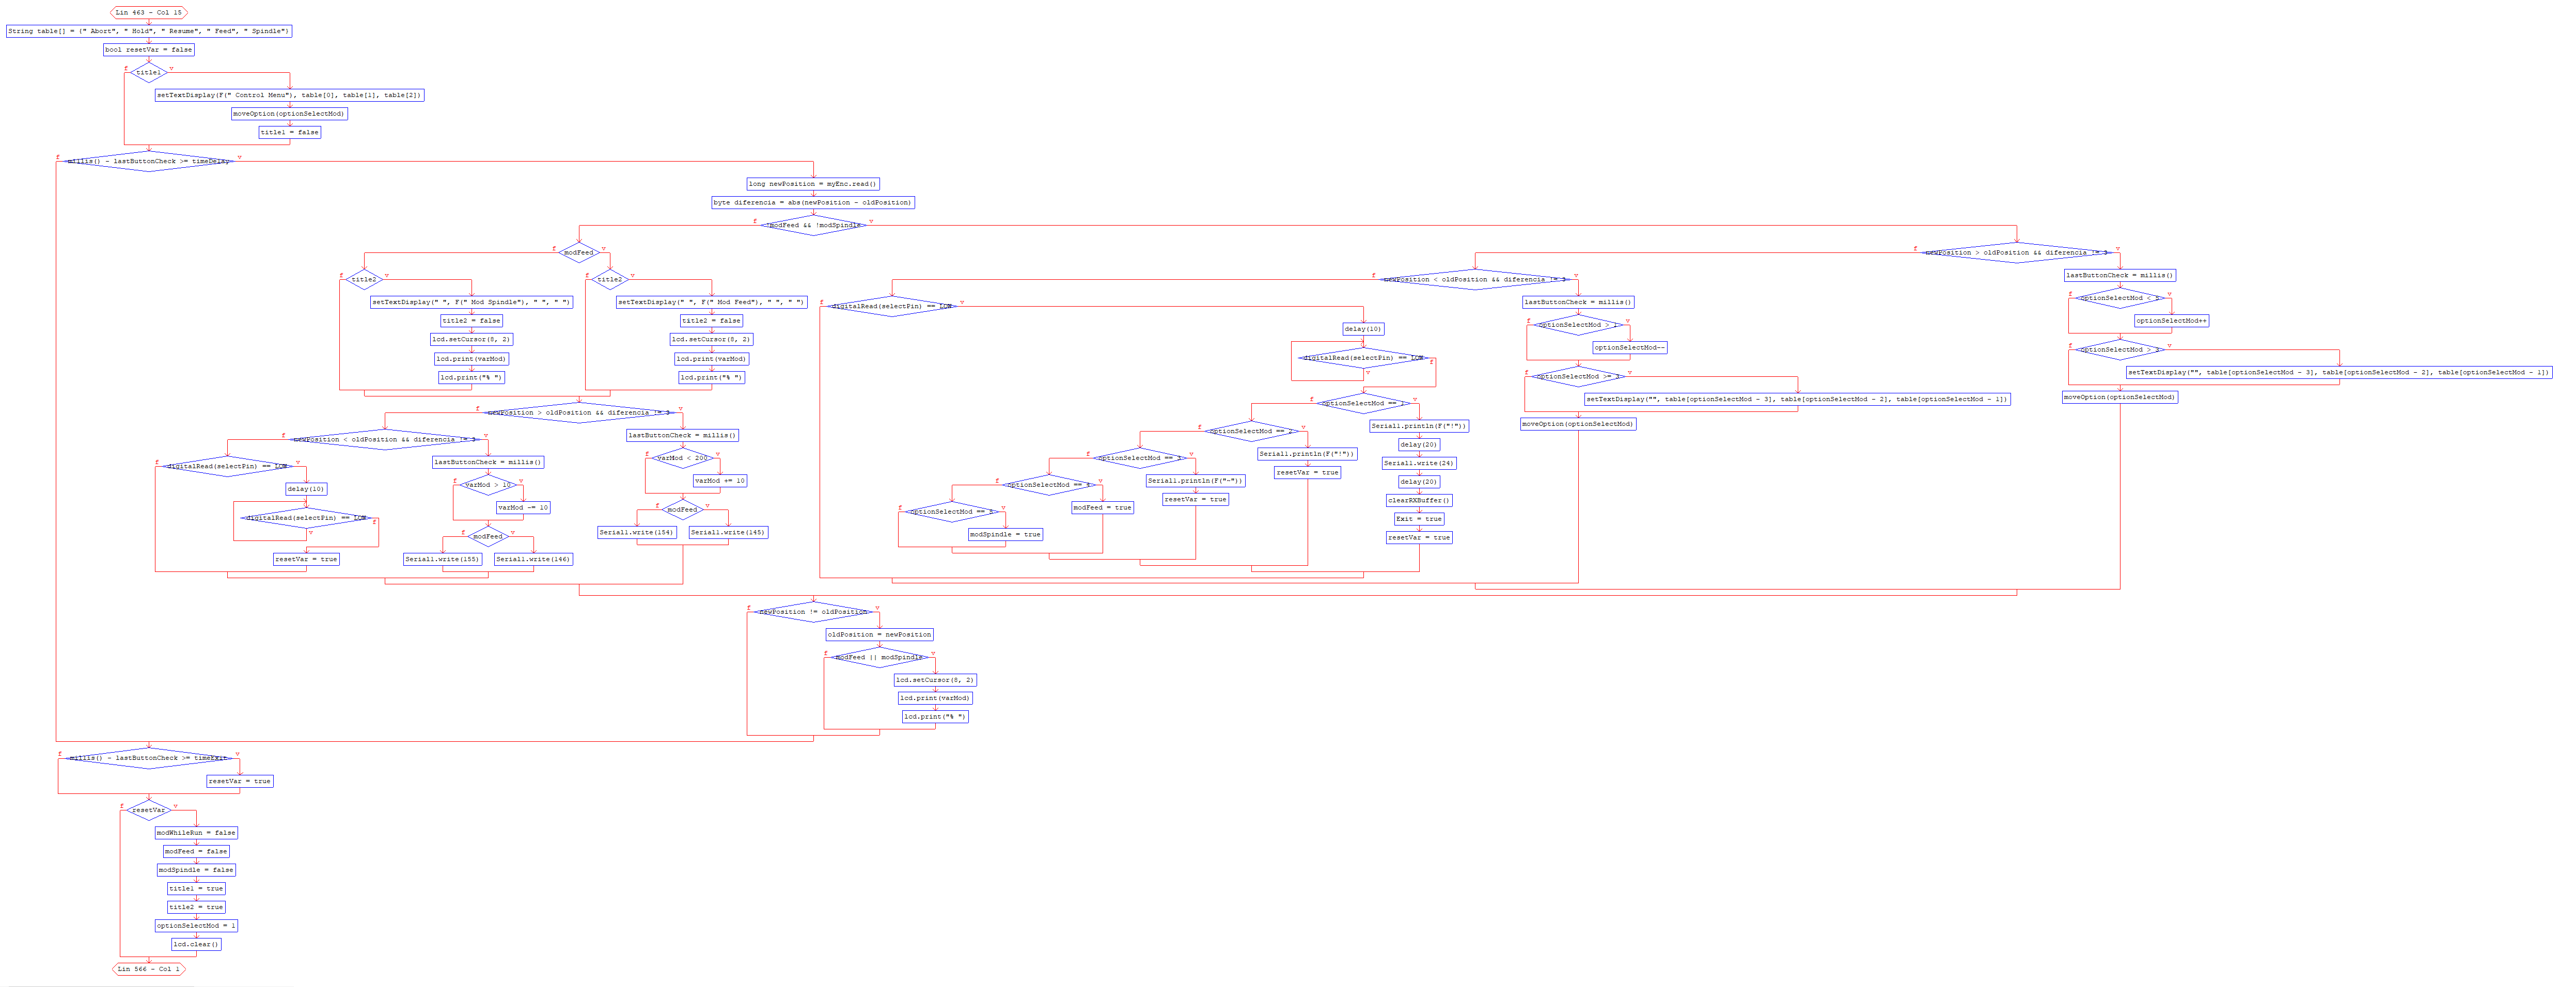 Lin 463 - Col 15
String table[] = {" Abort", " Hold", " Resume", " Feed", " Spindle"}
bool resetVar = false
title1
f
v
setTextDisplay(F(" Control Menu"), table[0], table[1], table[2])
moveOption(optionSelectMod)
title1 = false
millis() - lastButtonCheck >= timeDelay
f
v
long newPosition = myEnc.read()
byte diferencia = abs(newPosition - oldPosition)
!modFeed && !modSpindle
f
v
modFeed
f
v
title2
f
v
setTextDisplay(" ", F(" Mod Spindle"), " ", " ")
title2 = false
lcd.setCursor(8, 2)
lcd.print(varMod)
lcd.print("% ")
title2
f
v
setTextDisplay(" ", F(" Mod Feed"), " ", " ")
title2 = false
lcd.setCursor(8, 2)
lcd.print(varMod)
lcd.print("% ")
newPosition > oldPosition && diferencia != 3
f
v
newPosition < oldPosition && diferencia != 3
f
v
digitalRead(selectPin) == LOW
f
v
delay(10)
digitalRead(selectPin) == LOW
f
v
resetVar = true
lastButtonCheck = millis()
varMod > 10
f
v
varMod -= 10
modFeed
f
v
Serial1.write(155)
Serial1.write(146)
lastButtonCheck = millis()
varMod < 200
f
v
varMod += 10
modFeed
f
v
Serial1.write(154)
Serial1.write(145)
newPosition > oldPosition && diferencia != 3
f
v
newPosition < oldPosition && diferencia != 3
f
v
digitalRead(selectPin) == LOW
f
v
delay(10)
digitalRead(selectPin) == LOW
f
optionSelectMod == 1
f
v
optionSelectMod == 2
f
v
optionSelectMod == 3
f
v
optionSelectMod == 4
f
v
optionSelectMod == 5
f
v
modSpindle = true
modFeed = true
Serial1.println(F("~"))
resetVar = true
Serial1.println(F("!"))
resetVar = true
Serial1.println(F("!"))
delay(20)
Serial1.write(24)
delay(20)
clearRXBuffer()
Exit = true
resetVar = true
lastButtonCheck = millis()
optionSelectMod > 1
f
v
optionSelectMod--
optionSelectMod >= 3
f
v
setTextDisplay("", table[optionSelectMod - 3], table[optionSelectMod - 2], table[optionSelectMod - 1])
moveOption(optionSelectMod)
lastButtonCheck = millis()
optionSelectMod < 5
f
v
optionSelectMod++
optionSelectMod > 3
f
v
setTextDisplay("", table[optionSelectMod - 3], table[optionSelectMod - 2], table[optionSelectMod - 1])
moveOption(optionSelectMod)
newPosition != oldPosition
f
v
oldPosition = newPosition
modFeed || modSpindle
f
v
lcd.setCursor(8, 2)
lcd.print(varMod)
lcd.print("% ")
millis() - lastButtonCheck >= timeExit
f
v
resetVar = true
resetVar
f
v
modWhileRun = false
modFeed = false
modSpindle = false
title1 = true
title2 = true
optionSelectMod = 1
lcd.clear()
Lin 566 - Col 1